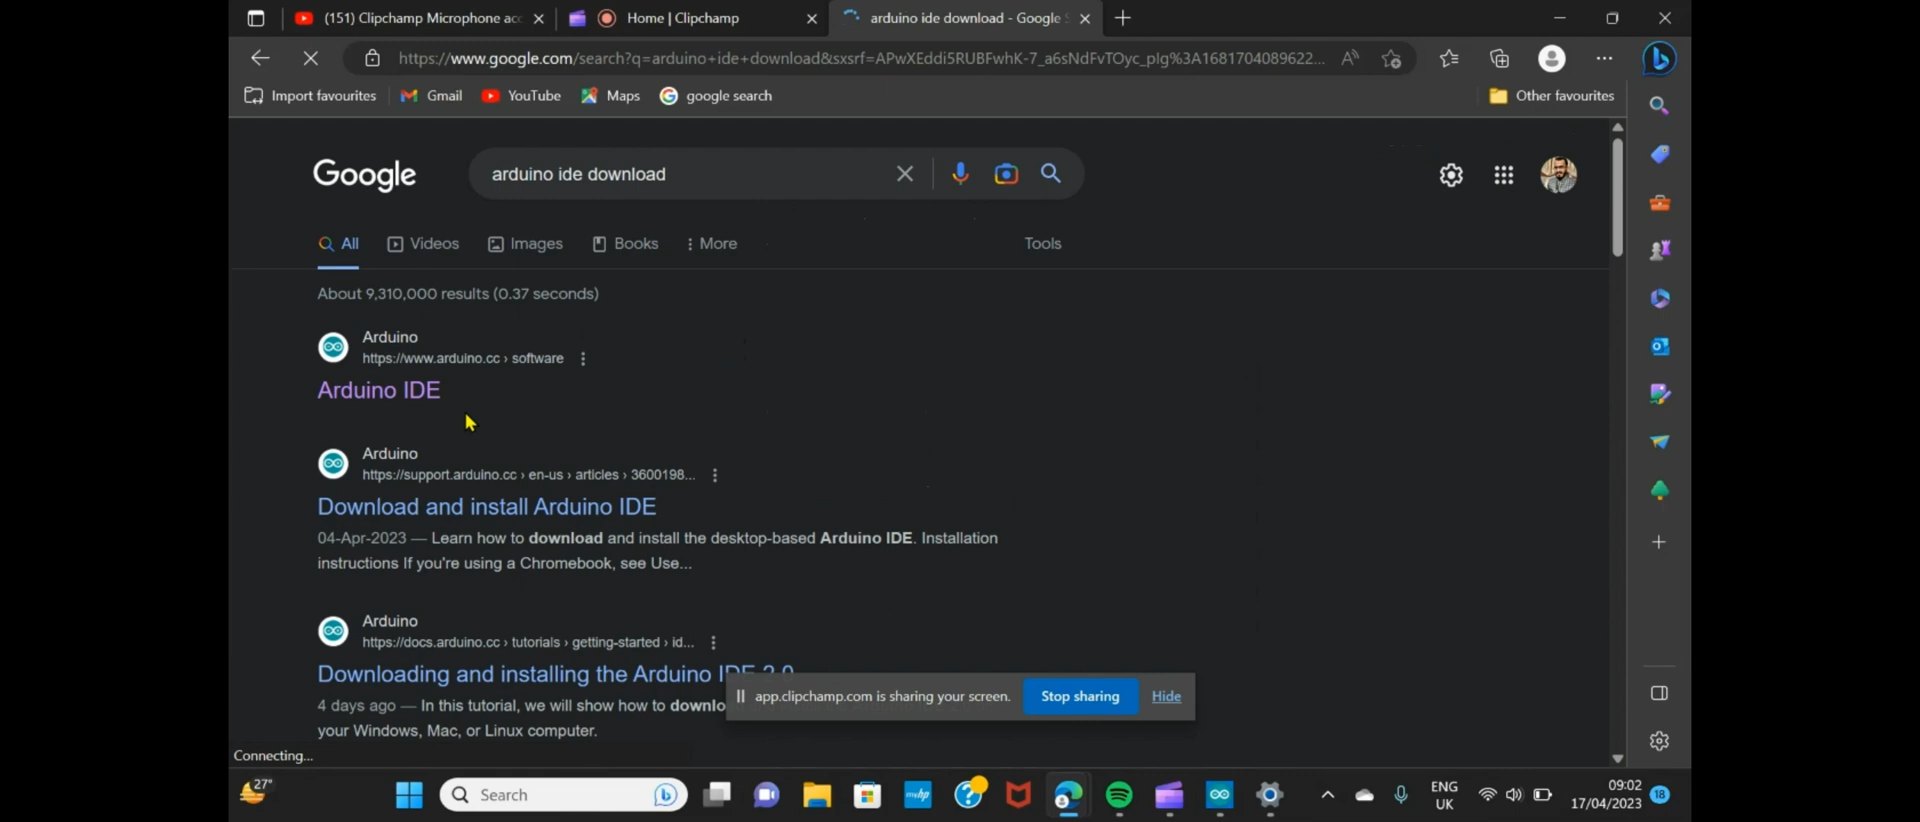 (151) Clipchamp Microphone acc
Home | Clipchamp
arduino ide download - Google S
https://www.google.com/search?q=arduino+ide+download&sxsrf=APwXEddi5RUBFwhK-7_a6sNdFvTOyc_plg%3A1681704089622...
Import favourites
Gmail
YouTube
Maps
google search
Other favourites
Google
arduino ide download
All
Videos
Images
Books
More
Tools
About 9,310,000 results (0.37 seconds)
Arduino
https://www.arduino.cc › software
Arduino IDE
Arduino
https://support.arduino.cc › en-us › articles › 3600198...
Download and install Arduino IDE
04-Apr-2023 — Learn how to download and install the desktop-based Arduino IDE. Installation
instructions If you're using a Chromebook, see Use...
Arduino
https://docs.arduino.cc › tutorials › getting-started › id...
Downloading and installing the Arduino IDE 2.0
4 days ago — In this tutorial, we will show how to downlo
your Windows, Mac, or Linux computer.
app.clipchamp.com is sharing your screen.
Stop sharing
Hide
Connecting...
27°
Search
myhp
ENG
UK
09:02
17/04/2023
18